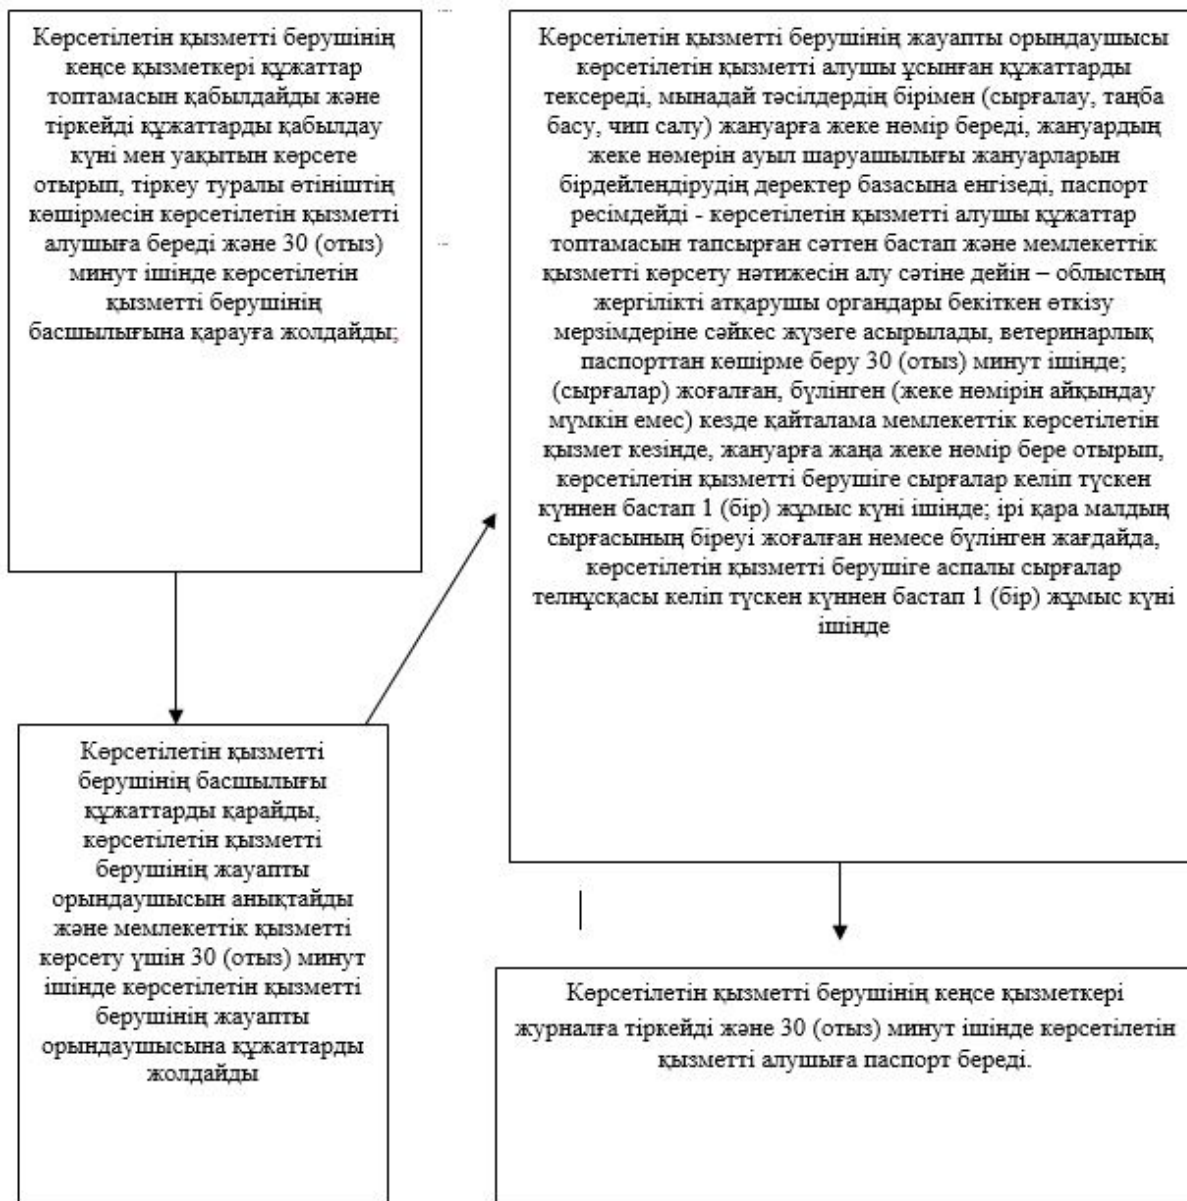 Көрсетілетін қызметті берушінің
кеңсе қызметкері құжаттар
топтамасын қабылдайды және
тіркейді құжаттарды қабылдау
күні мен уақытын көрсете
отырып, тіркеу туралы өтініштің
көшірмесін көрсетілетін қызметті
алушыға береді және 30 (отыз)
минут ішінде көрсетілетін
қызметті берушінің
басшылығына қарауға жолдайды;
Көрсетілетін қызметті
берушінің басшылығы
құжаттарды қарайды,
көрсетілетін қызметті
берушінің жауапты
орындаушысын анықтайды
және мемлекеттік қызметті
көрсету үшін 30 (отыз) минут
ішінде көрсетілетін қызметті
берушінің жауапты
орындаушысына құжаттарды
жолдайды
Көрсетілетін қызметті берушінің жауапты орындаушысы
көрсетілетін қызметті алушы ұсынған құжаттарды
тексереді, мынадай тәсілдердің бірімен (сырғалау, таңба
басу, чип салу) жануарға жеке нөмір береді, жануардың
жеке нөмерін ауыл шаруашылығы жануарларын
бірдейлендірудің деректер базасына енгізеді, паспорт
ресімдейді - көрсетілетін қызметті алушы құжаттар
топтамасын тапсырған сәттен бастап және мемлекеттік
қызметті көрсету нәтижесін алу сәтіне дейін – облыстың
жергілікті атқарушы органдары бекіткен өткізу
мерзімдеріне сәйкес жүзеге асырылады, ветеринарлық
паспорттан көшірме беру 30 (отыз) минут ішінде;
(сырғалар) жоғалған, бүлінген (жеке нөмірін айқындау
мүмкін емес) кезде қайталама мемлекеттік көрсетілетін
қызмет кезінде, жануарға жаңа жеке нөмір бере отырып,
көрсетілетін қызметті берушіге сырғалар келіп түскен
күннен бастап 1 (бір) жұмыс күні ішінде; ірі қара малдың
сырғасының біреуі жоғалған немесе бүлінген жағдайда,
көрсетілетін қызметті берушіге аспалы сырғалар
телнұсқасы келіп түскен күннен бастап 1 (бір) жұмыс күні
ішінде
Көрсетілетін қызметті берушінің кеңсе қызметкері
журналға тіркейді және 30 (отыз) минут ішінде көрсетілетін
қызметті алушыға паспорт береді.